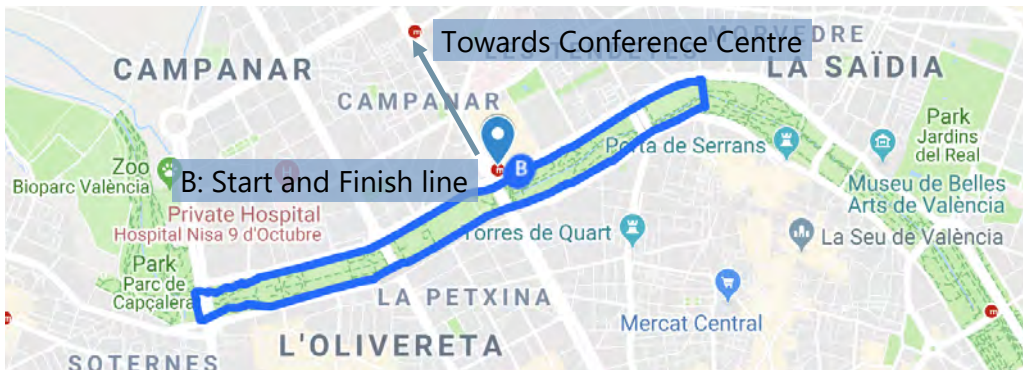 Towards Conference Centre
MORVEDRE
LES TENDETES
CAMPANAR
LA SAÏDIA
CAMPANAR
Park
Jardins
del Real
Porta de Serrans
B
Zoo
Bioparc València
B: Start and Finish line
Museu de Belles
Arts de València
Private Hospital
Hospital Nisa 9 d'Octubre
Torres de Quart
La Seu de València
Park
Parc de
Capçalera
LA PETXINA
Mercat Central
L'OLIVERETA
SOTERNES